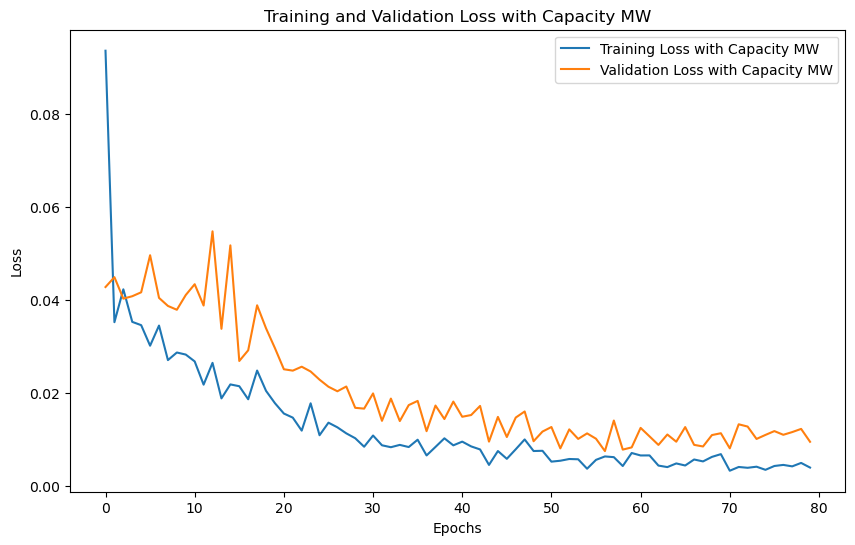 Training and Validation Loss with Capacity MW
Training Loss with Capacity MW
Validation Loss with Capacity MW
0.08
0.06
0.04
0.02
0.00
Loss
0 10 20 30 40 50 60 70 80
Epochs